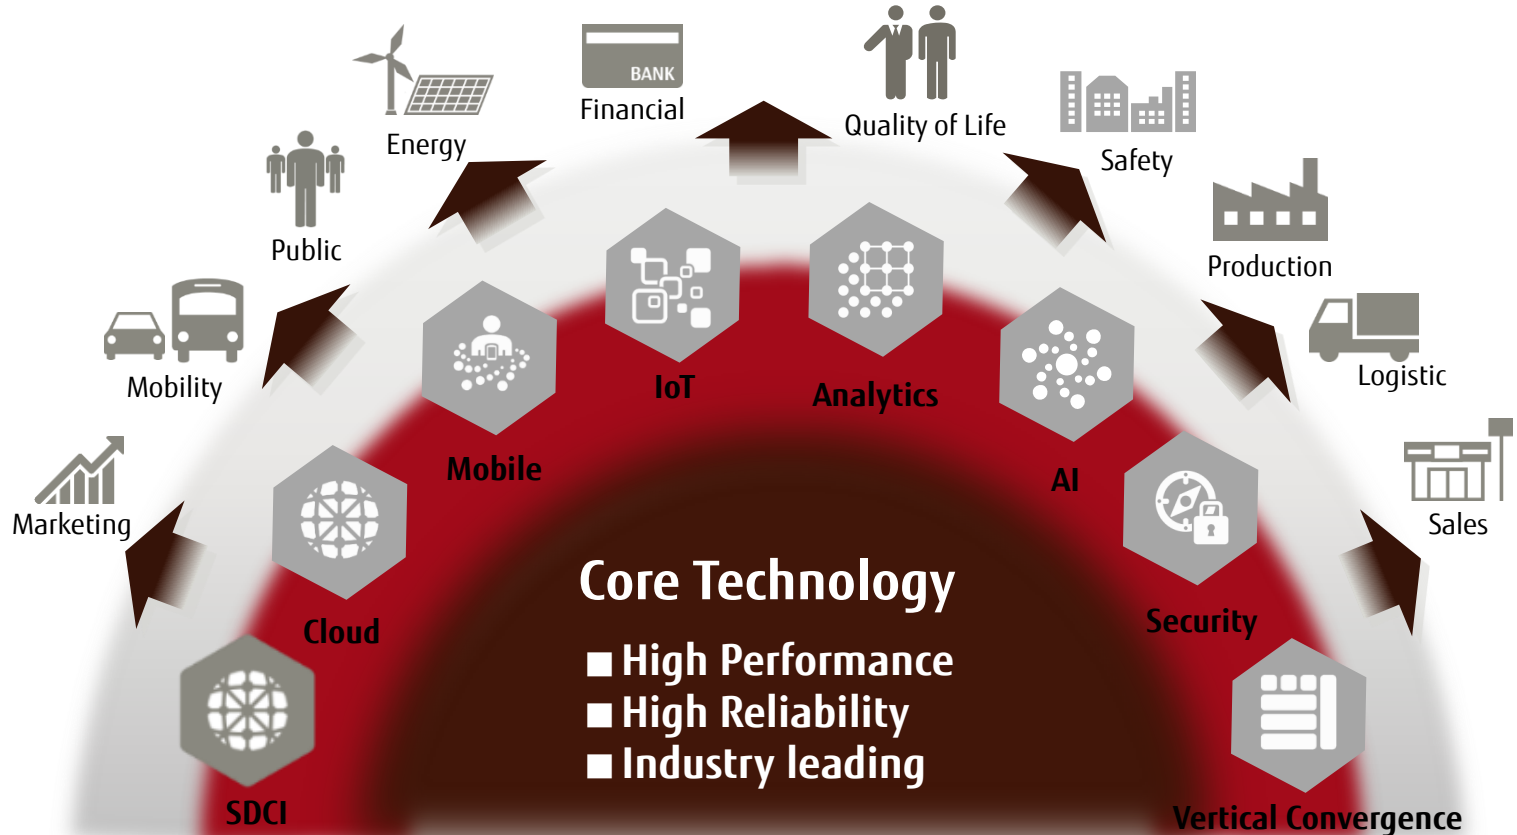 BANK
Financial
Quality of Life
Energy
Safety
Public
Production
Mobility
Logistic
Marketing
Sales
IoT
Analytics
Mobile
AI
Cloud
Security
SDCI
Vertical Convergence
Core Technology
■ High Performance
■ High Reliability
■ Industry leading